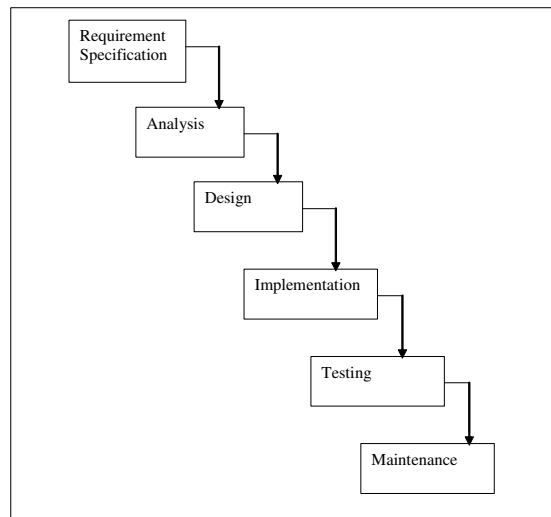 Requirement
Specification
Analysis
Design
Implementation
Testing
Maintenance